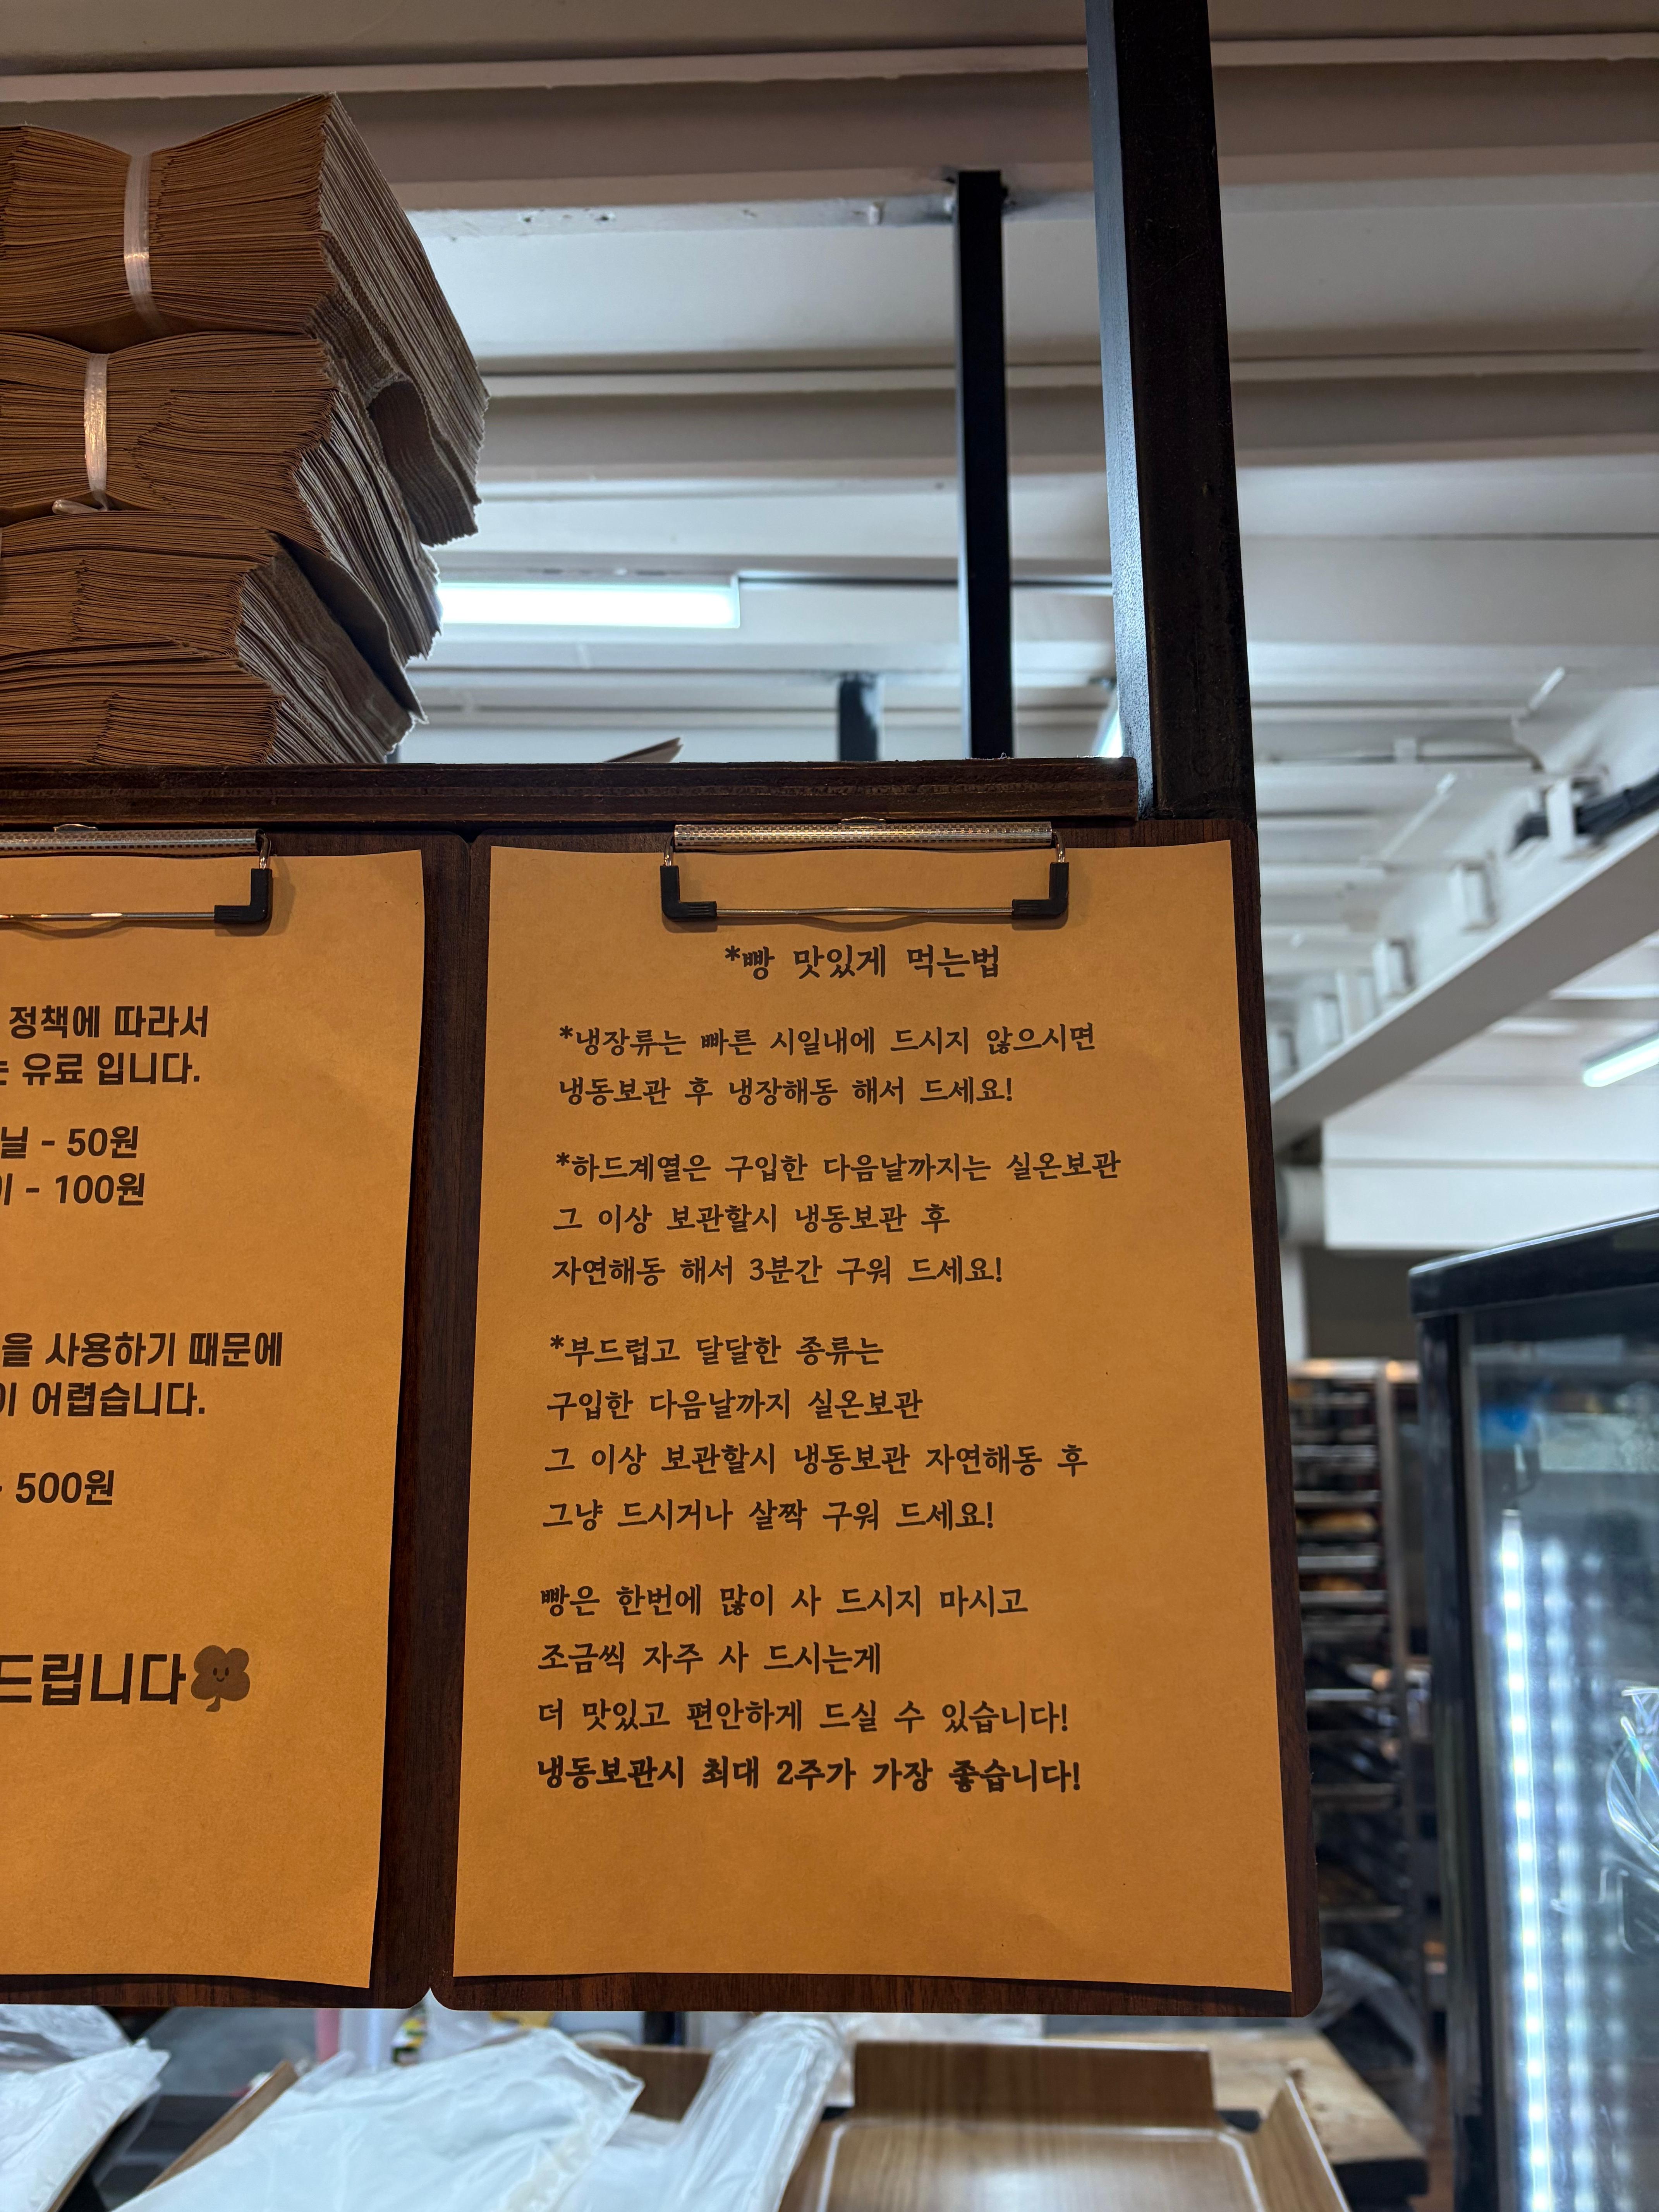 정책에 따라서
는 유료 입니다.
닐 - 50원
이 - 100원
을 사용하기 때문에
이 어렵습니다.
- 500원
드립니다
*빵 맛있게 먹는법
*냉장류는 빠른 시일내에 드시지 않으시면
냉동보관 후 냉장해동 해서 드세요!
*하드계열은 구입한 다음날까지는 실온보관
그 이상 보관할시 냉동보관 후
자연해동 해서 3분간 구워 드세요!
*부드럽고 달달한 종류는
구입한 다음날까지 실온보관
그 이상 보관할시 냉동보관 자연해동 후
그냥 드시거나 살짝 구워 드세요!
빵은 한번에 많이 사 드시지 마시고
조금씩 자주 사 드시는게
더 맛있고 편안하게 드실 수 있습니다!
냉동보관시 최대 2주가 가장 좋습니다!